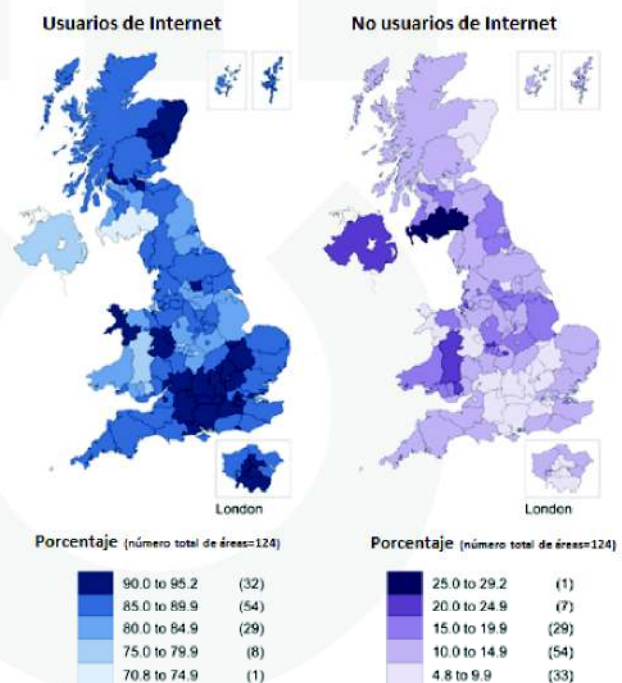 Usuarios de Internet
No usuarios de Internet
London
London
Porcentaje (número total de áreas=124)
90.0 to 95.2 (32)
85.0 to 89.9 (54)
80.0 to 84.9 (29)
75.0 to 79.9 (8)
70.8 to 74.9 (1)
Porcentaje (número total de áreas=124)
25.0 to 29.2 (1)
20.0 to 24.9 (7)
15.0 to 19.9 (29)
10.0 to 14.9 (54)
4.8 to 9.9 (33)